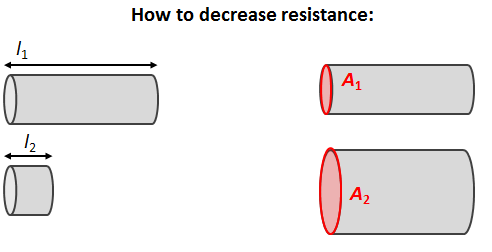 How to decrease resistance:
l₁
A₁
l₂
A₂